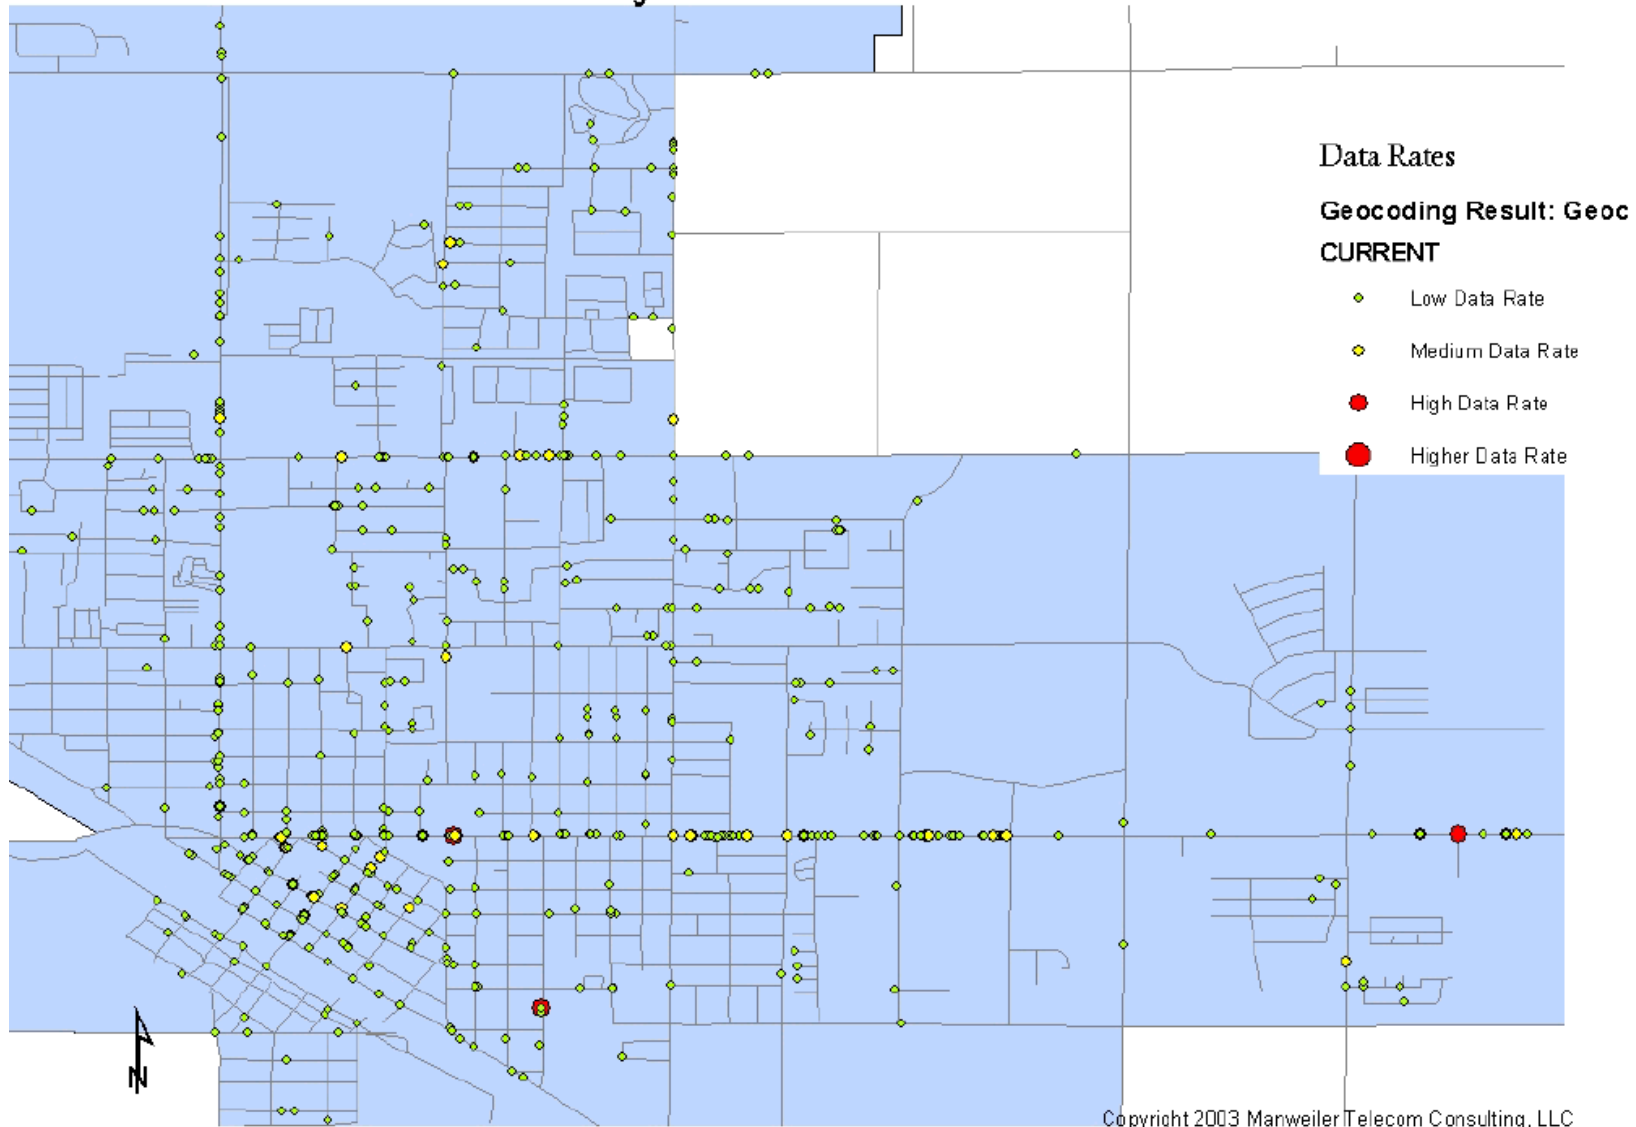 Data Rates
Geocoding Result: Geoc
CURRENT
Low Data Rate
Medium Data Rate
High Data Rate
Higher Data Rate
N
Copyright 2003 Manweiler Telecom Consulting, LLC